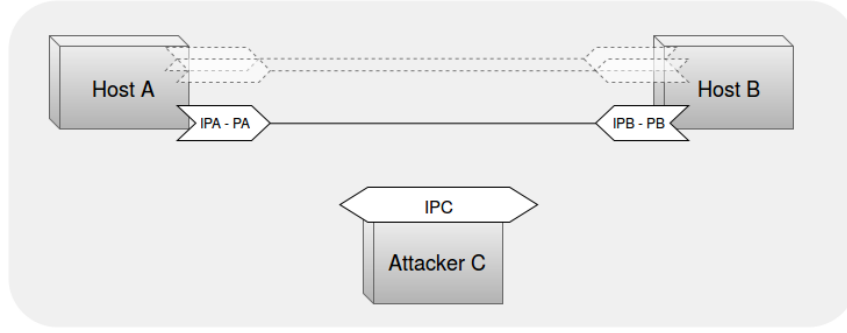 Host A
Host B
IPA - PA
IPB - PB
IPC
Attacker C